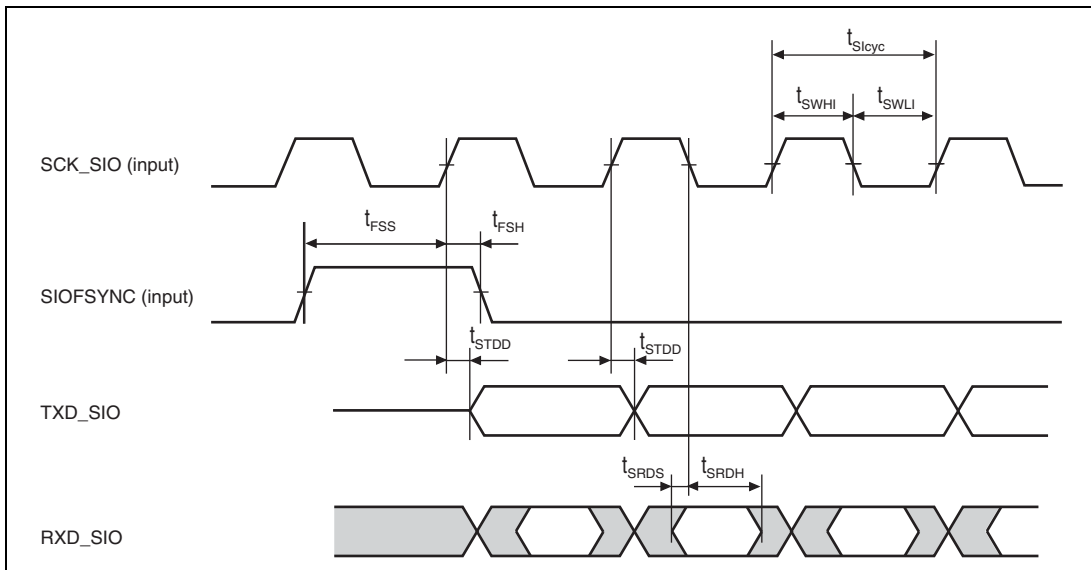 tSIcyc
tSWHI tSWLI
SCK_SIO (input)
tFSS tFSH
SIOFSYNC (input)
tSTDD tSTDD
TXD_SIO
tSRDS tSRDH
RXD_SIO